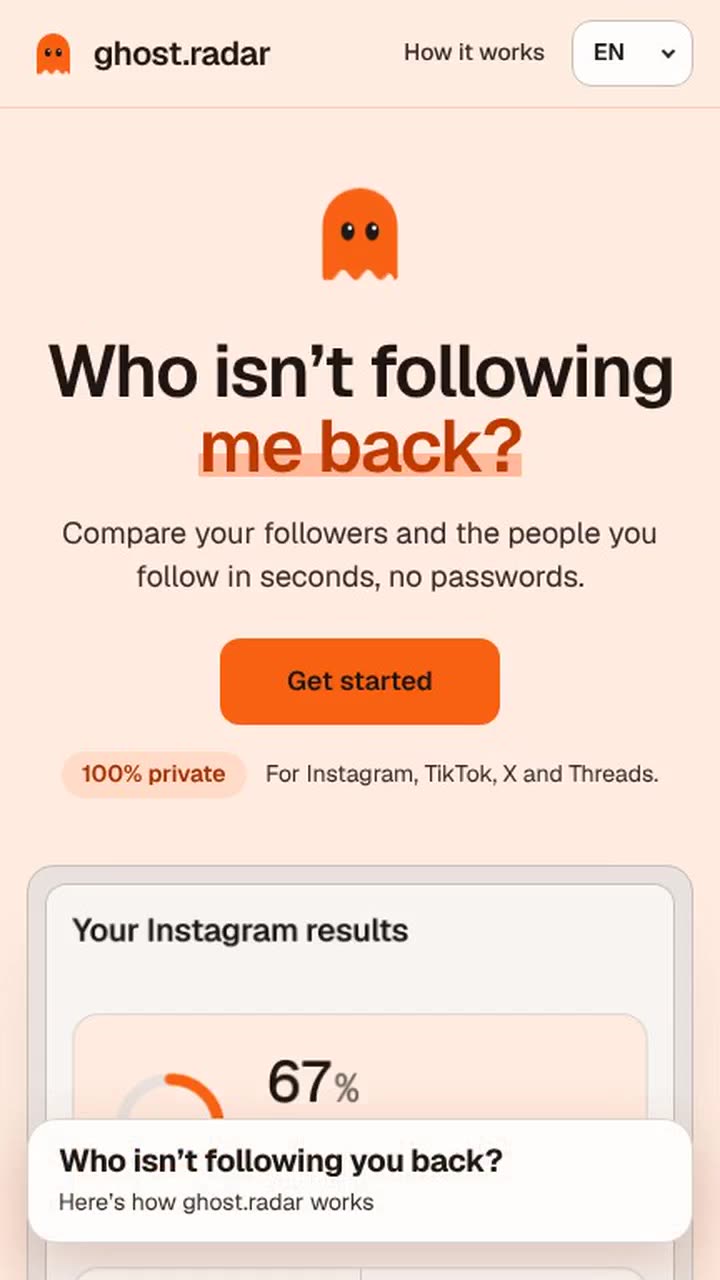 ghost.radar
How it works
EN
Who isn’t following
me back?
Compare your followers and the people you
follow in seconds, no passwords.
Get started
100% private
For Instagram, TikTok, X and Threads.
Your Instagram results
67%
Who isn’t following you back?
Here’s how ghost.radar works